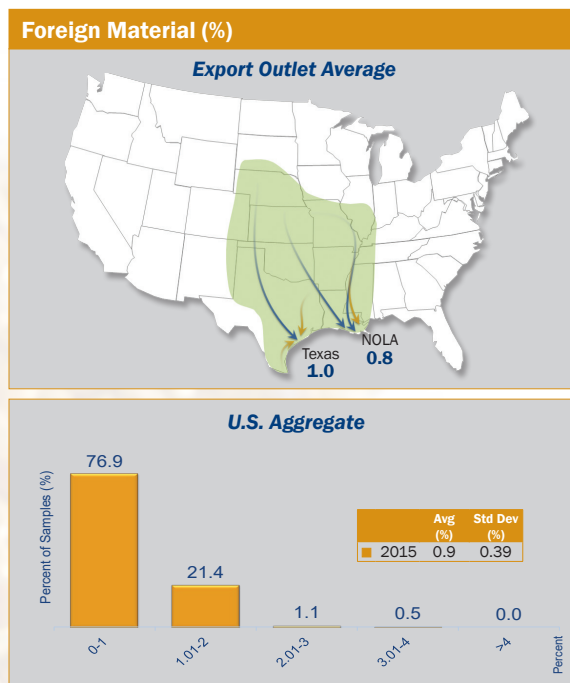 Foreign Material (%)
Export Outlet Average
Texas
1.0
NOLA
0.8
U.S. Aggregate
Percent of Samples (%)
76.9
21.4
1.1
0.5
0.0
Avg (%)
Std Dev (%)
2015 0.9 0.39
0-1
1.01-2
2.01-3
3.01-4
>4
Percent